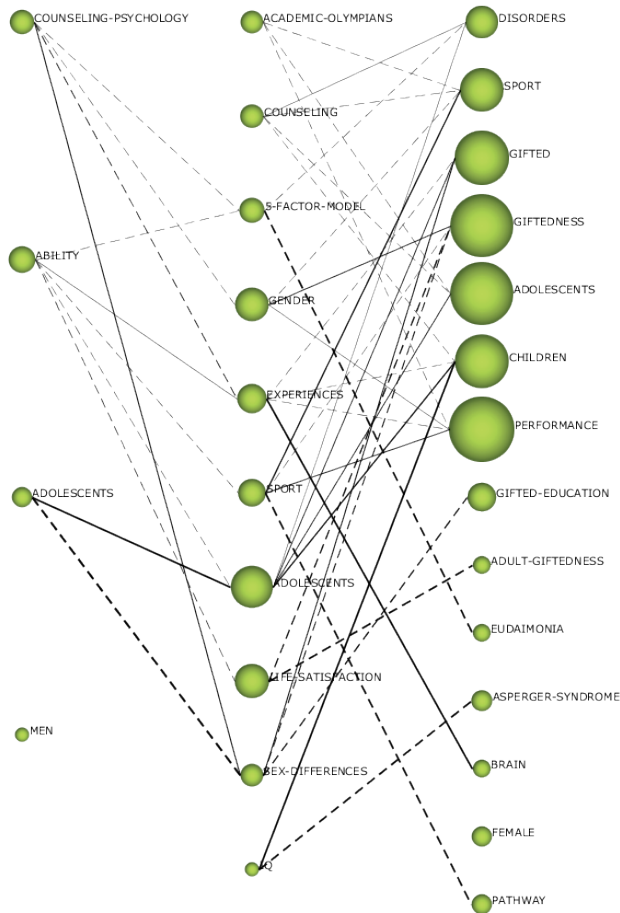 COUNSELING-PSYCHOLOGY
ABILITY
ADOLESCENTS
MEN
ACADEMIC-OLYMPIANS
COUNSELING
5-FACTOR-MODEL
GENDER
EXPERIENCES
SPORT
ADOLESCENTS
LIFE-SATISFACTION
SEX-DIFFERENCES
IQ
DISORDERS
SPORT
GIFTED
GIFTEDNESS
ADOLESCENTS
CHILDREN
PERFORMANCE
GIFTED-EDUCATION
ADULT-GIFTEDNESS
EUDAIMONIA
ASPERGER-SYNDROME
BRAIN
FEMALE
PATHWAY